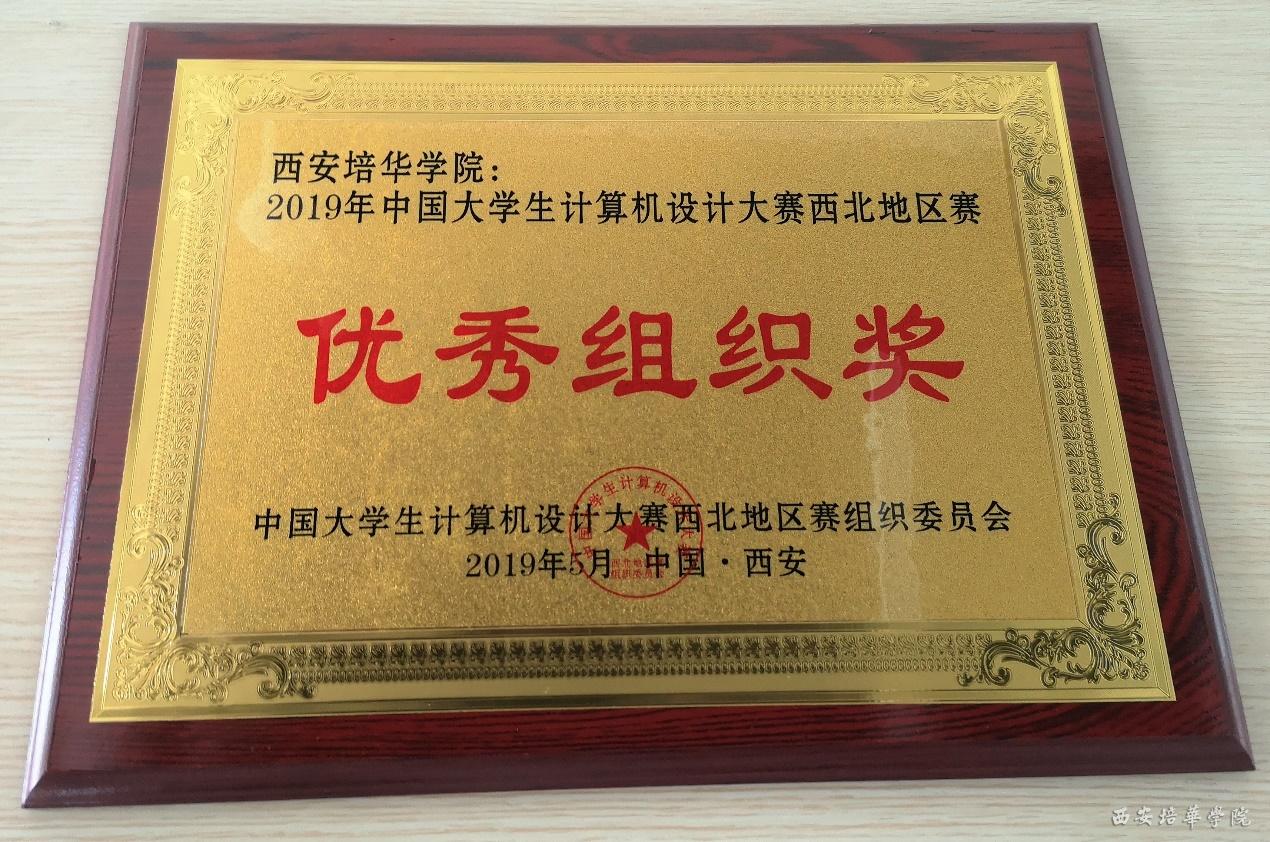 西安培华学院：
2019年中国大学生计算机设计大赛西北地区赛
优秀组织奖
中国大学生计算机设计大赛西北地区赛组织委员会
2019年5月 中国·西安
西安培華學院